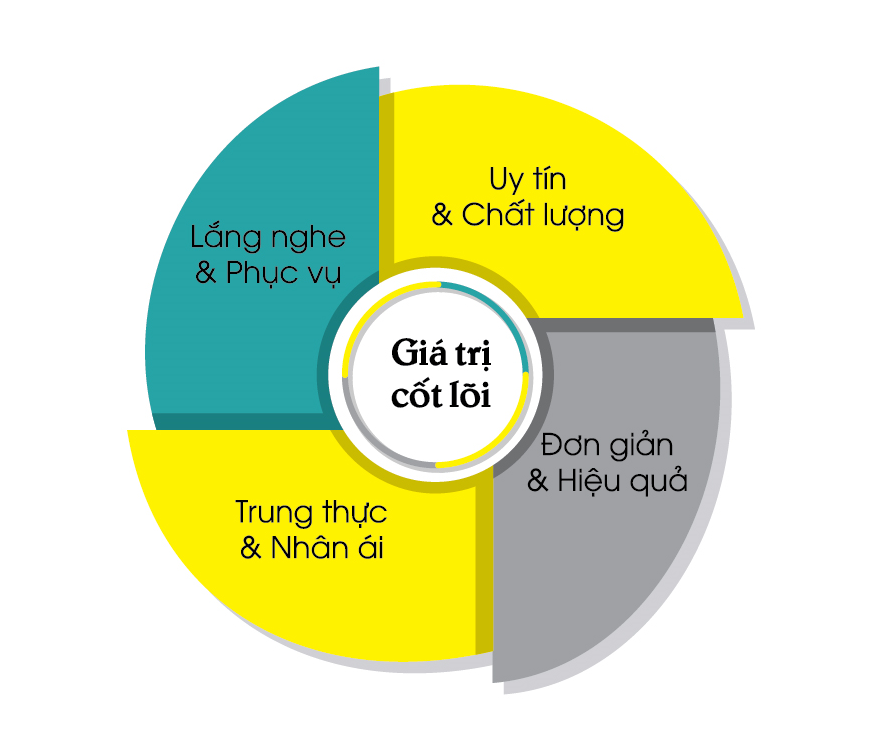 Uy tín
& Chất lượng
Lắng nghe
& Phục vụ
Giá trị
cốt lõi
Đơn giản
& Hiệu quả
Trung thực
& Nhân ái